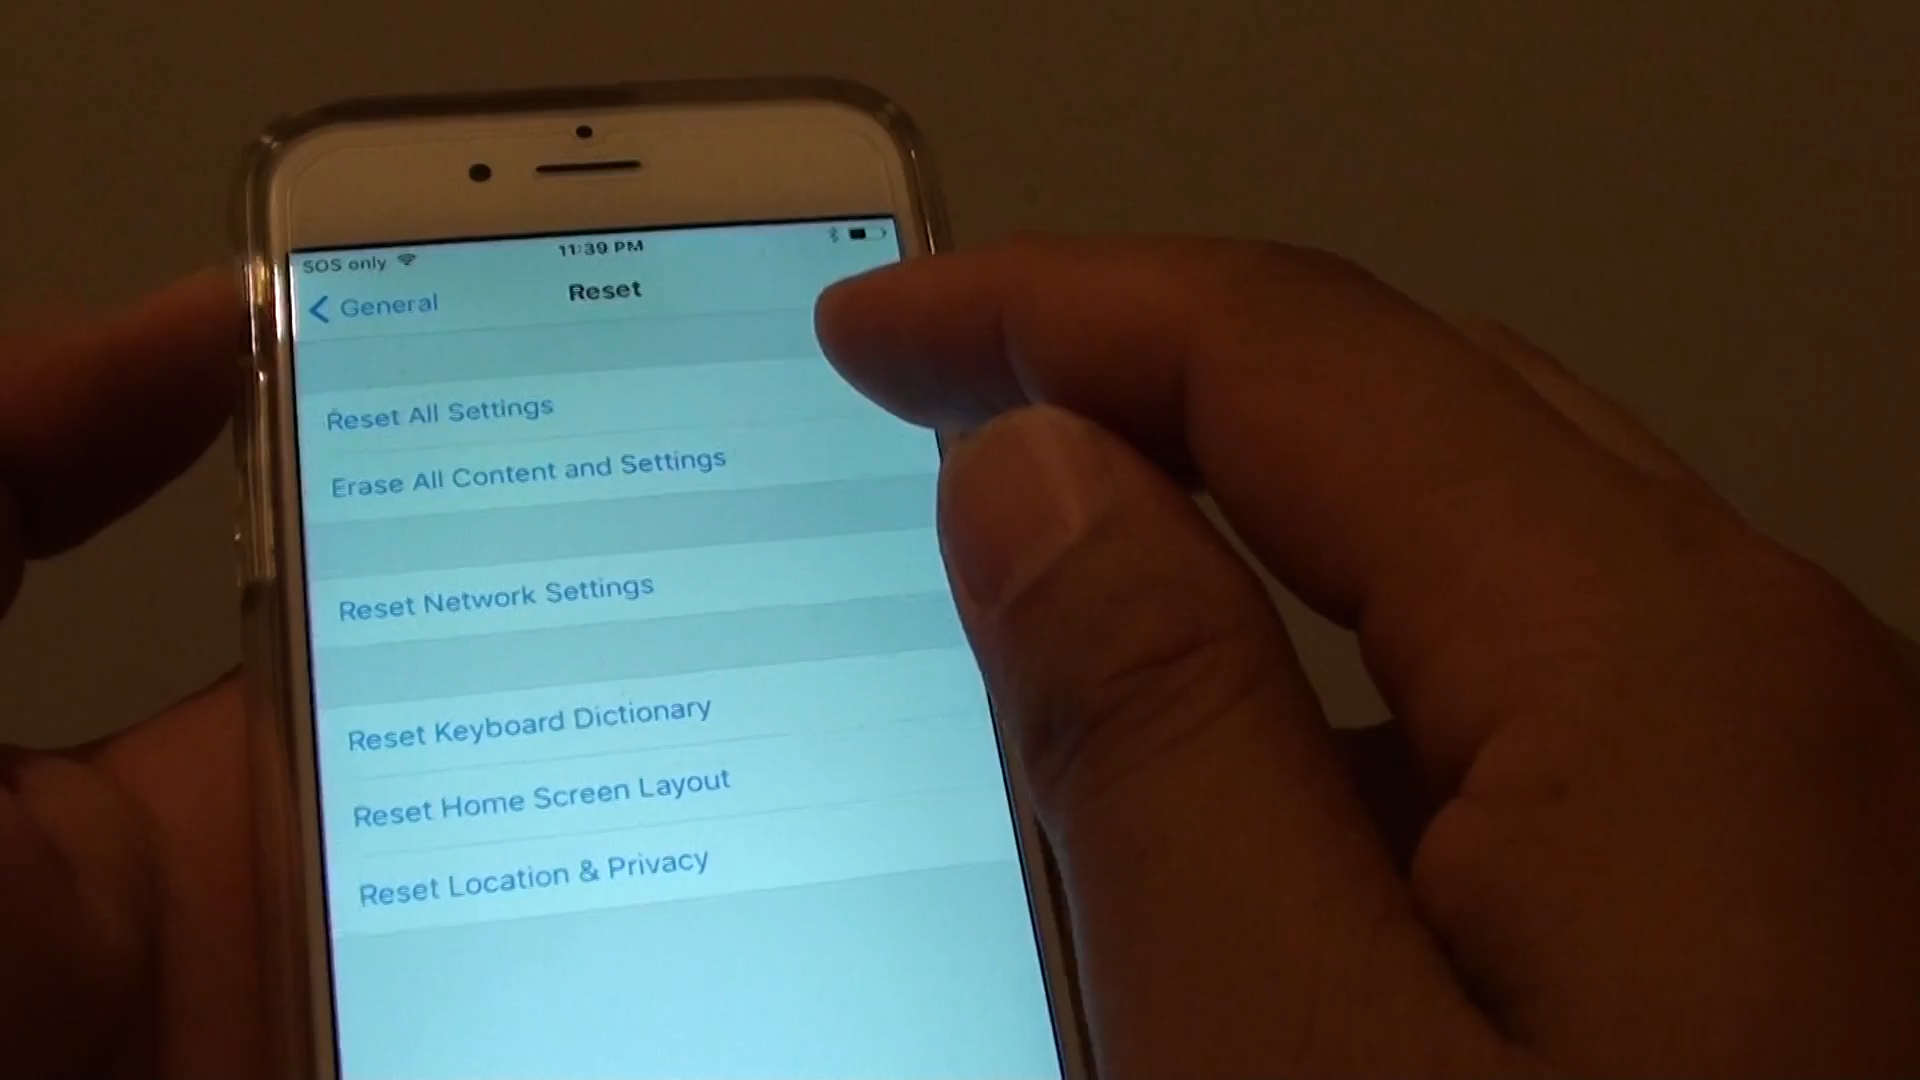 SOS only 11:39 PM
General Reset
Reset All Settings
Erase All Content and Settings
Reset Network Settings
Reset Keyboard Dictionary
Reset Home Screen Layout
Reset Location & Privacy